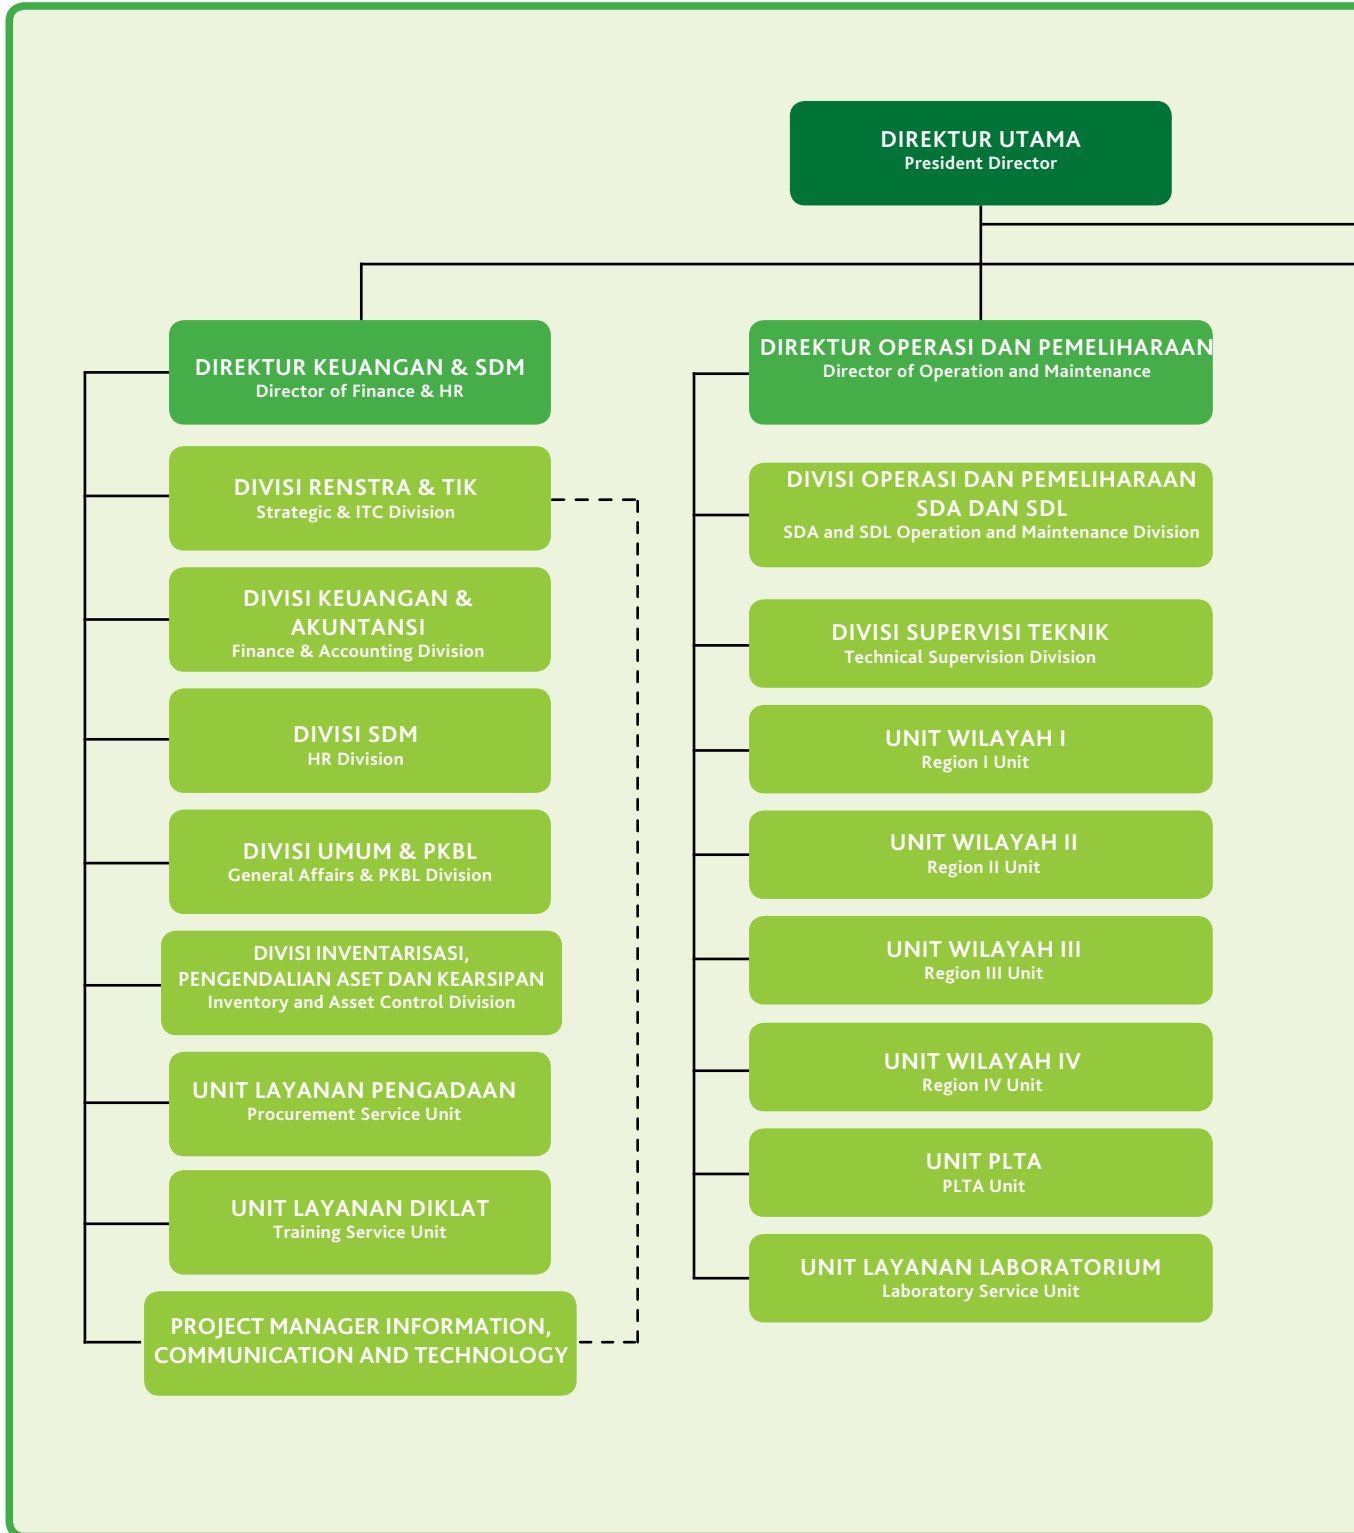 DIREKTUR UTAMA
President Director
DIREKTUR KEUANGAN & SDM
Director of Finance & HR
DIVISI RENSTRA & TIK
Strategic & ITC Division
DIVISI KEUANGAN &
AKUNTANSI
Finance & Accounting Division
DIVISI SDM
HR Division
DIVISI UMUM & PKBL
General Affairs & PKBL Division
DIVISI INVENTARISASI,
PENGENDALIAN ASET DAN KEARSIPAN
Inventory and Asset Control Division
UNIT LAYANAN PENGADAAN
Procurement Service Unit
UNIT LAYANAN DIKLAT
Training Service Unit
PROJECT MANAGER INFORMATION,
COMMUNICATION AND TECHNOLOGY
DIREKTUR OPERASI DAN PEMELIHARAAN
Director of Operation and Maintenance
DIVISI OPERASI DAN PEMELIHARAAN
SDA DAN SDL
SDA and SDL Operation and Maintenance Division
DIVISI SUPERVISI TEKNIK
Technical Supervision Division
UNIT WILAYAH I
Region I Unit
UNIT WILAYAH II
Region II Unit
UNIT WILAYAH III
Region III Unit
UNIT WILAYAH IV
Region IV Unit
UNIT PLTA
PLTA Unit
UNIT LAYANAN LABORATORIUM
Laboratory Service Unit